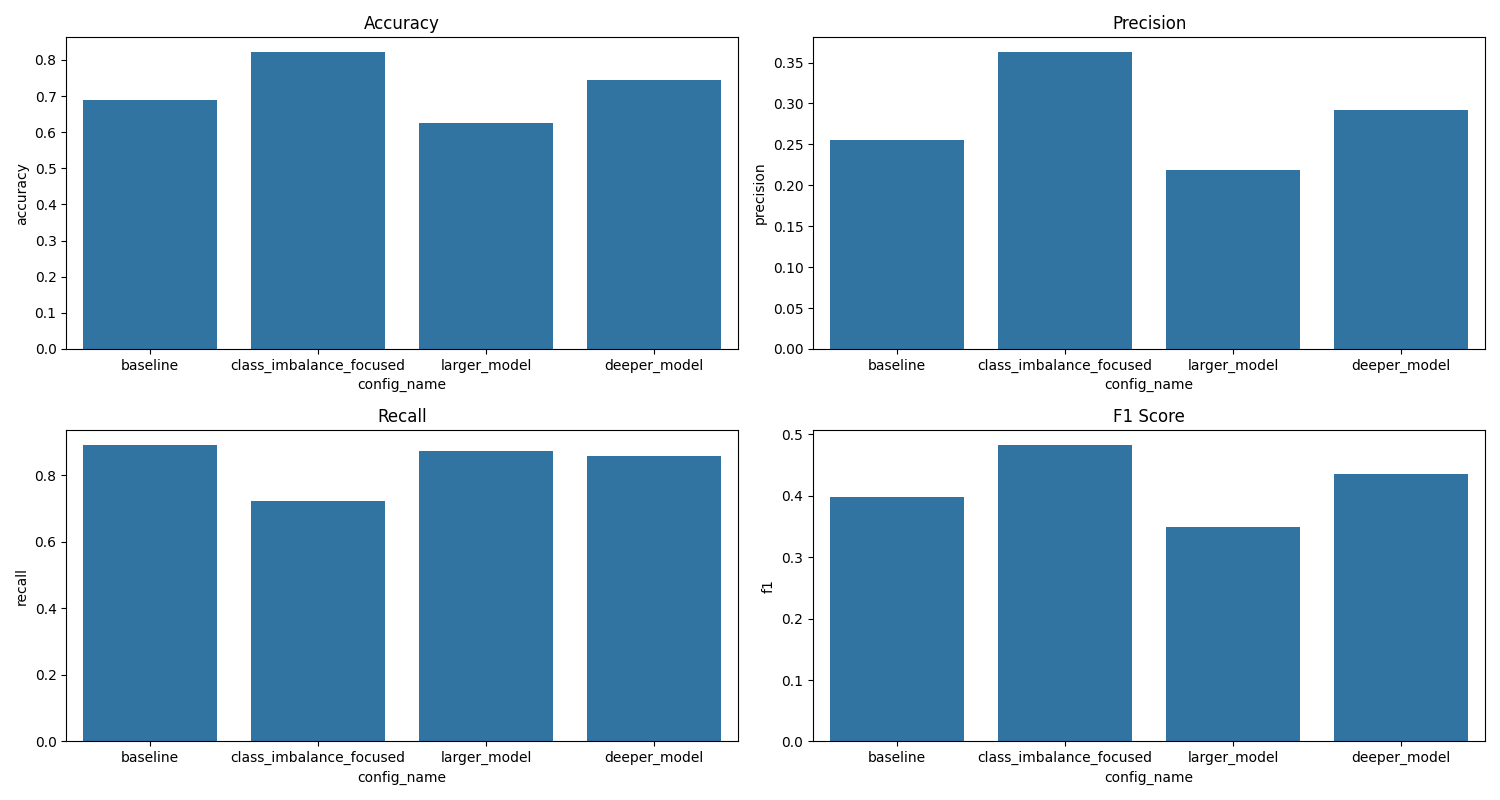 Accuracy
0.8
0.7
0.6
0.5
0.4
0.3
0.2
0.1
0.0
accuracy
baseline class_imbalance_focused larger_model deeper_model
config_name
Precision
0.35
0.30
0.25
0.20
0.15
0.10
0.05
0.00
precision
baseline class_imbalance_focused larger_model deeper_model
config_name
Recall
0.8
0.6
0.4
0.2
0.0
recall
baseline class_imbalance_focused larger_model deeper_model
config_name
F1 Score
0.5
0.4
0.3
0.2
0.1
0.0
f1
baseline class_imbalance_focused larger_model deeper_model
config_name